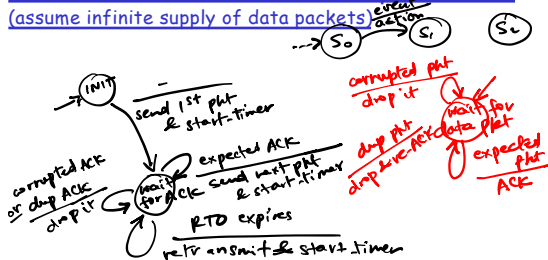 (assume infinite supply of data packets)
event
action
S0
S1
S2
INIT
-
send 1st pkt
& start-timer
corrupted pkt
drop it
wait for
data pkt
dup pkt
drop & re-ACK
expected
pkt
ACK
corrupted ACK
or dup ACK
drop it
wait
for ACK
expected ACK
send next pkt
& start-timer
RTO expires
retransmit & start-timer